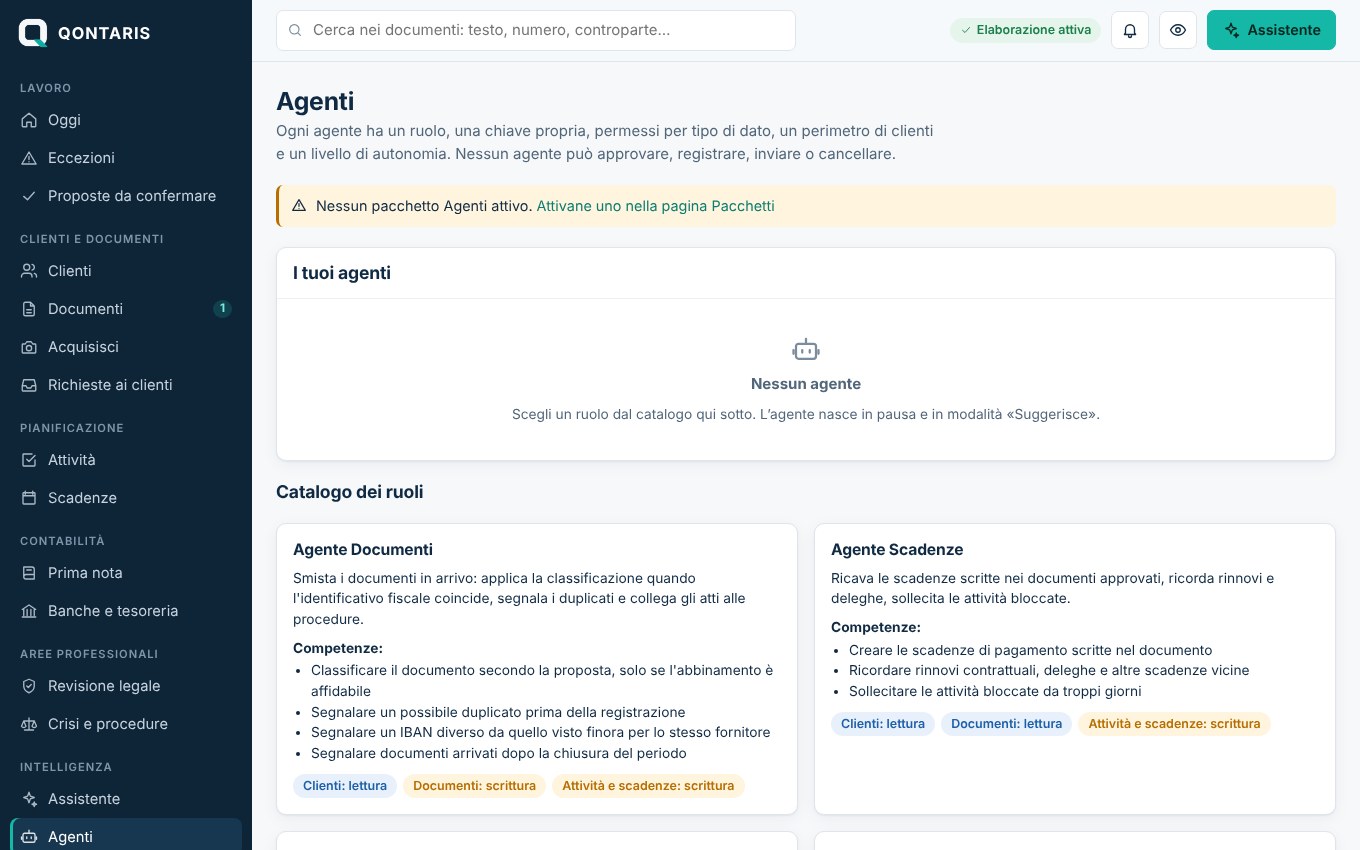 QONTARIS
LAVORO
Oggi
Eccezioni
Proposte da confermare
CLIENTI E DOCUMENTI
Clienti
Documenti 1
Acquisisci
Richieste ai clienti
PIANIFICAZIONE
Attività
Scadenze
CONTABILITÀ
Prima nota
Banche e tesoreria
AREE PROFESSIONALI
Revisione legale
Crisi e procedure
INTELLIGENZA
Assistente
Agenti
Cerca nei documenti: testo, numero, controparte...
Elaborazione attiva
Assistente
Agenti
Ogni agente ha un ruolo, una chiave propria, permessi per tipo di dato, un perimetro di clienti
e un livello di autonomia. Nessun agente può approvare, registrare, inviare o cancellare.
Nessun pacchetto Agenti attivo. Attivane uno nella pagina Pacchetti
I tuoi agenti
Nessun agente
Scegli un ruolo dal catalogo qui sotto. L’agente nasce in pausa e in modalità «Suggerisce».
Catalogo dei ruoli
Agente Documenti
Smista i documenti in arrivo: applica la classificazione quando
l'identificativo fiscale coincide, segnala i duplicati e collega gli atti alle
procedure.
Competenze:
• Classificare il documento secondo la proposta, solo se l'abbinamento è
affidabile
• Segnalare un possibile duplicato prima della registrazione
• Segnalare un IBAN diverso da quello visto finora per lo stesso fornitore
• Segnalare documenti arrivati dopo la chiusura del periodo
Clienti: lettura Documenti: scrittura Attività e scadenze: scrittura
Agente Scadenze
Ricava le scadenze scritte nei documenti approvati, ricorda rinnovi e
deleghe, sollecita le attività bloccate.
Competenze:
• Creare le scadenze di pagamento scritte nel documento
• Ricordare rinnovi contrattuali, deleghe e altre scadenze vicine
• Sollecitare le attività bloccate da troppi giorni
Clienti: lettura Documenti: lettura Attività e scadenze: scrittura